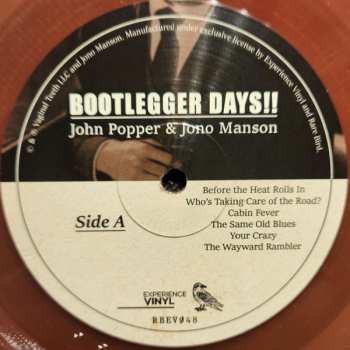 © & ℗ Vaginal Teeth LLC and Jono Manson. Manufactured under exclusive license by Experience Vinyl and Rare Bird.
BOOTLEGGER DAYS!!
John Popper & Jono Manson
Before the Heat Rolls In
Who's Taking Care of the Road?
Cabin Fever
The Same Old Blues
Your Crazy
The Wayward Rambler
Side A
EXPERIENCE
VINYL
RBEV048